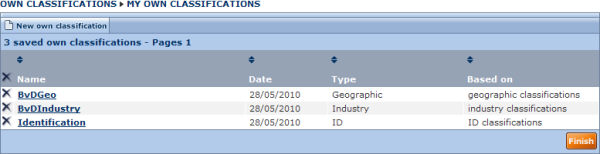 OWN CLASSIFICATIONS ▸ MY OWN CLASSIFICATIONS
New own classification
3 saved own classifications - Pages 1
Name Date Type Based on
BvDGeo 28/05/2010 Geographic geographic classifications
BvDIndustry 28/05/2010 Industry industry classifications
Identification 28/05/2010 ID ID classifications
Finish